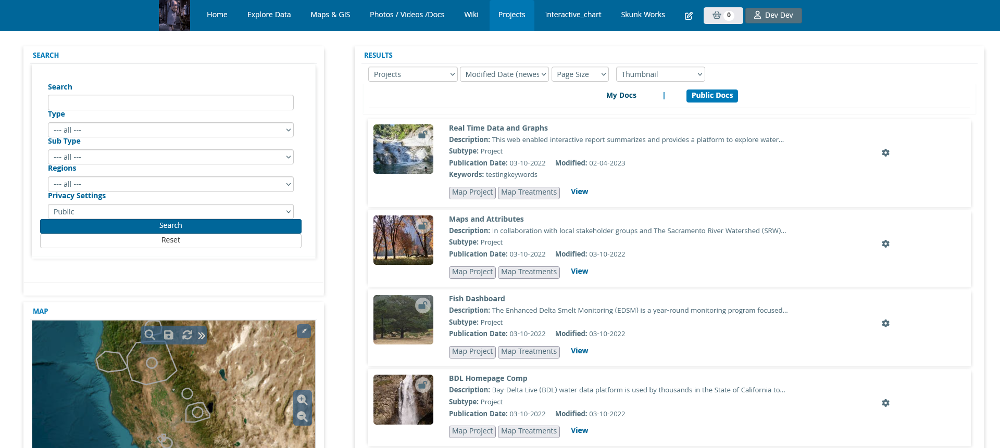 Home Explore Data Maps & GIS Photos / Videos /Docs Wiki Projects interactive_chart Skunk Works 0 Dev Dev
SEARCH
Search
Type
--- all ---
Sub Type
--- all ---
Regions
--- all ---
Privacy Settings
Public
Search
Reset
MAP
RESULTS
Projects Modified Date (newes Page Size Thumbnail
My Docs | Public Docs
Real Time Data and Graphs
Description: This web enabled interactive report summarizes and provides a platform to explore water...
Subtype: Project
Publication Date: 03-10-2022 Modified: 02-04-2023
Keywords: testingkeywords
Map Project Map Treatments View
Maps and Attributes
Description: In collaboration with local stakeholder groups and The Sacramento River Watershed (SRW)...
Subtype: Project
Publication Date: 03-10-2022 Modified: 03-10-2022
Map Project Map Treatments View
Fish Dashboard
Description: The Enhanced Delta Smelt Monitoring (EDSM) is a year-round monitoring program focused...
Subtype: Project
Publication Date: 03-10-2022 Modified: 03-10-2022
Map Project Map Treatments View
BDL Homepage Comp
Description: Bay-Delta Live (BDL) water data platform is used by thousands in the State of California to...
Subtype: Project
Publication Date: 03-10-2022 Modified: 03-10-2022
Map Project Map Treatments View